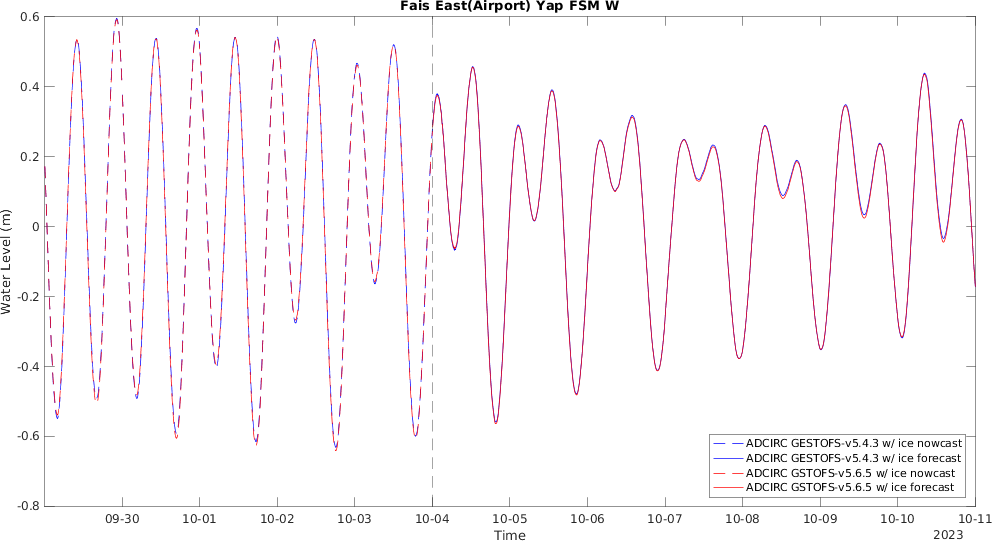 Fais East(Airport) Yap FSM W
0.6
0.4
0.2
0
-0.2
-0.4
-0.6
-0.8
Water Level (m)
09-30 10-01 10-02 10-03 10-04 10-05 10-06 10-07 10-08 10-09 10-10 10-11
Time
2023
ADCIRC GESTOFS-v5.4.3 w/ ice nowcast
ADCIRC GESTOFS-v5.4.3 w/ ice forecast
ADCIRC GSTOFS-v5.6.5 w/ ice nowcast
ADCIRC GSTOFS-v5.6.5 w/ ice forecast